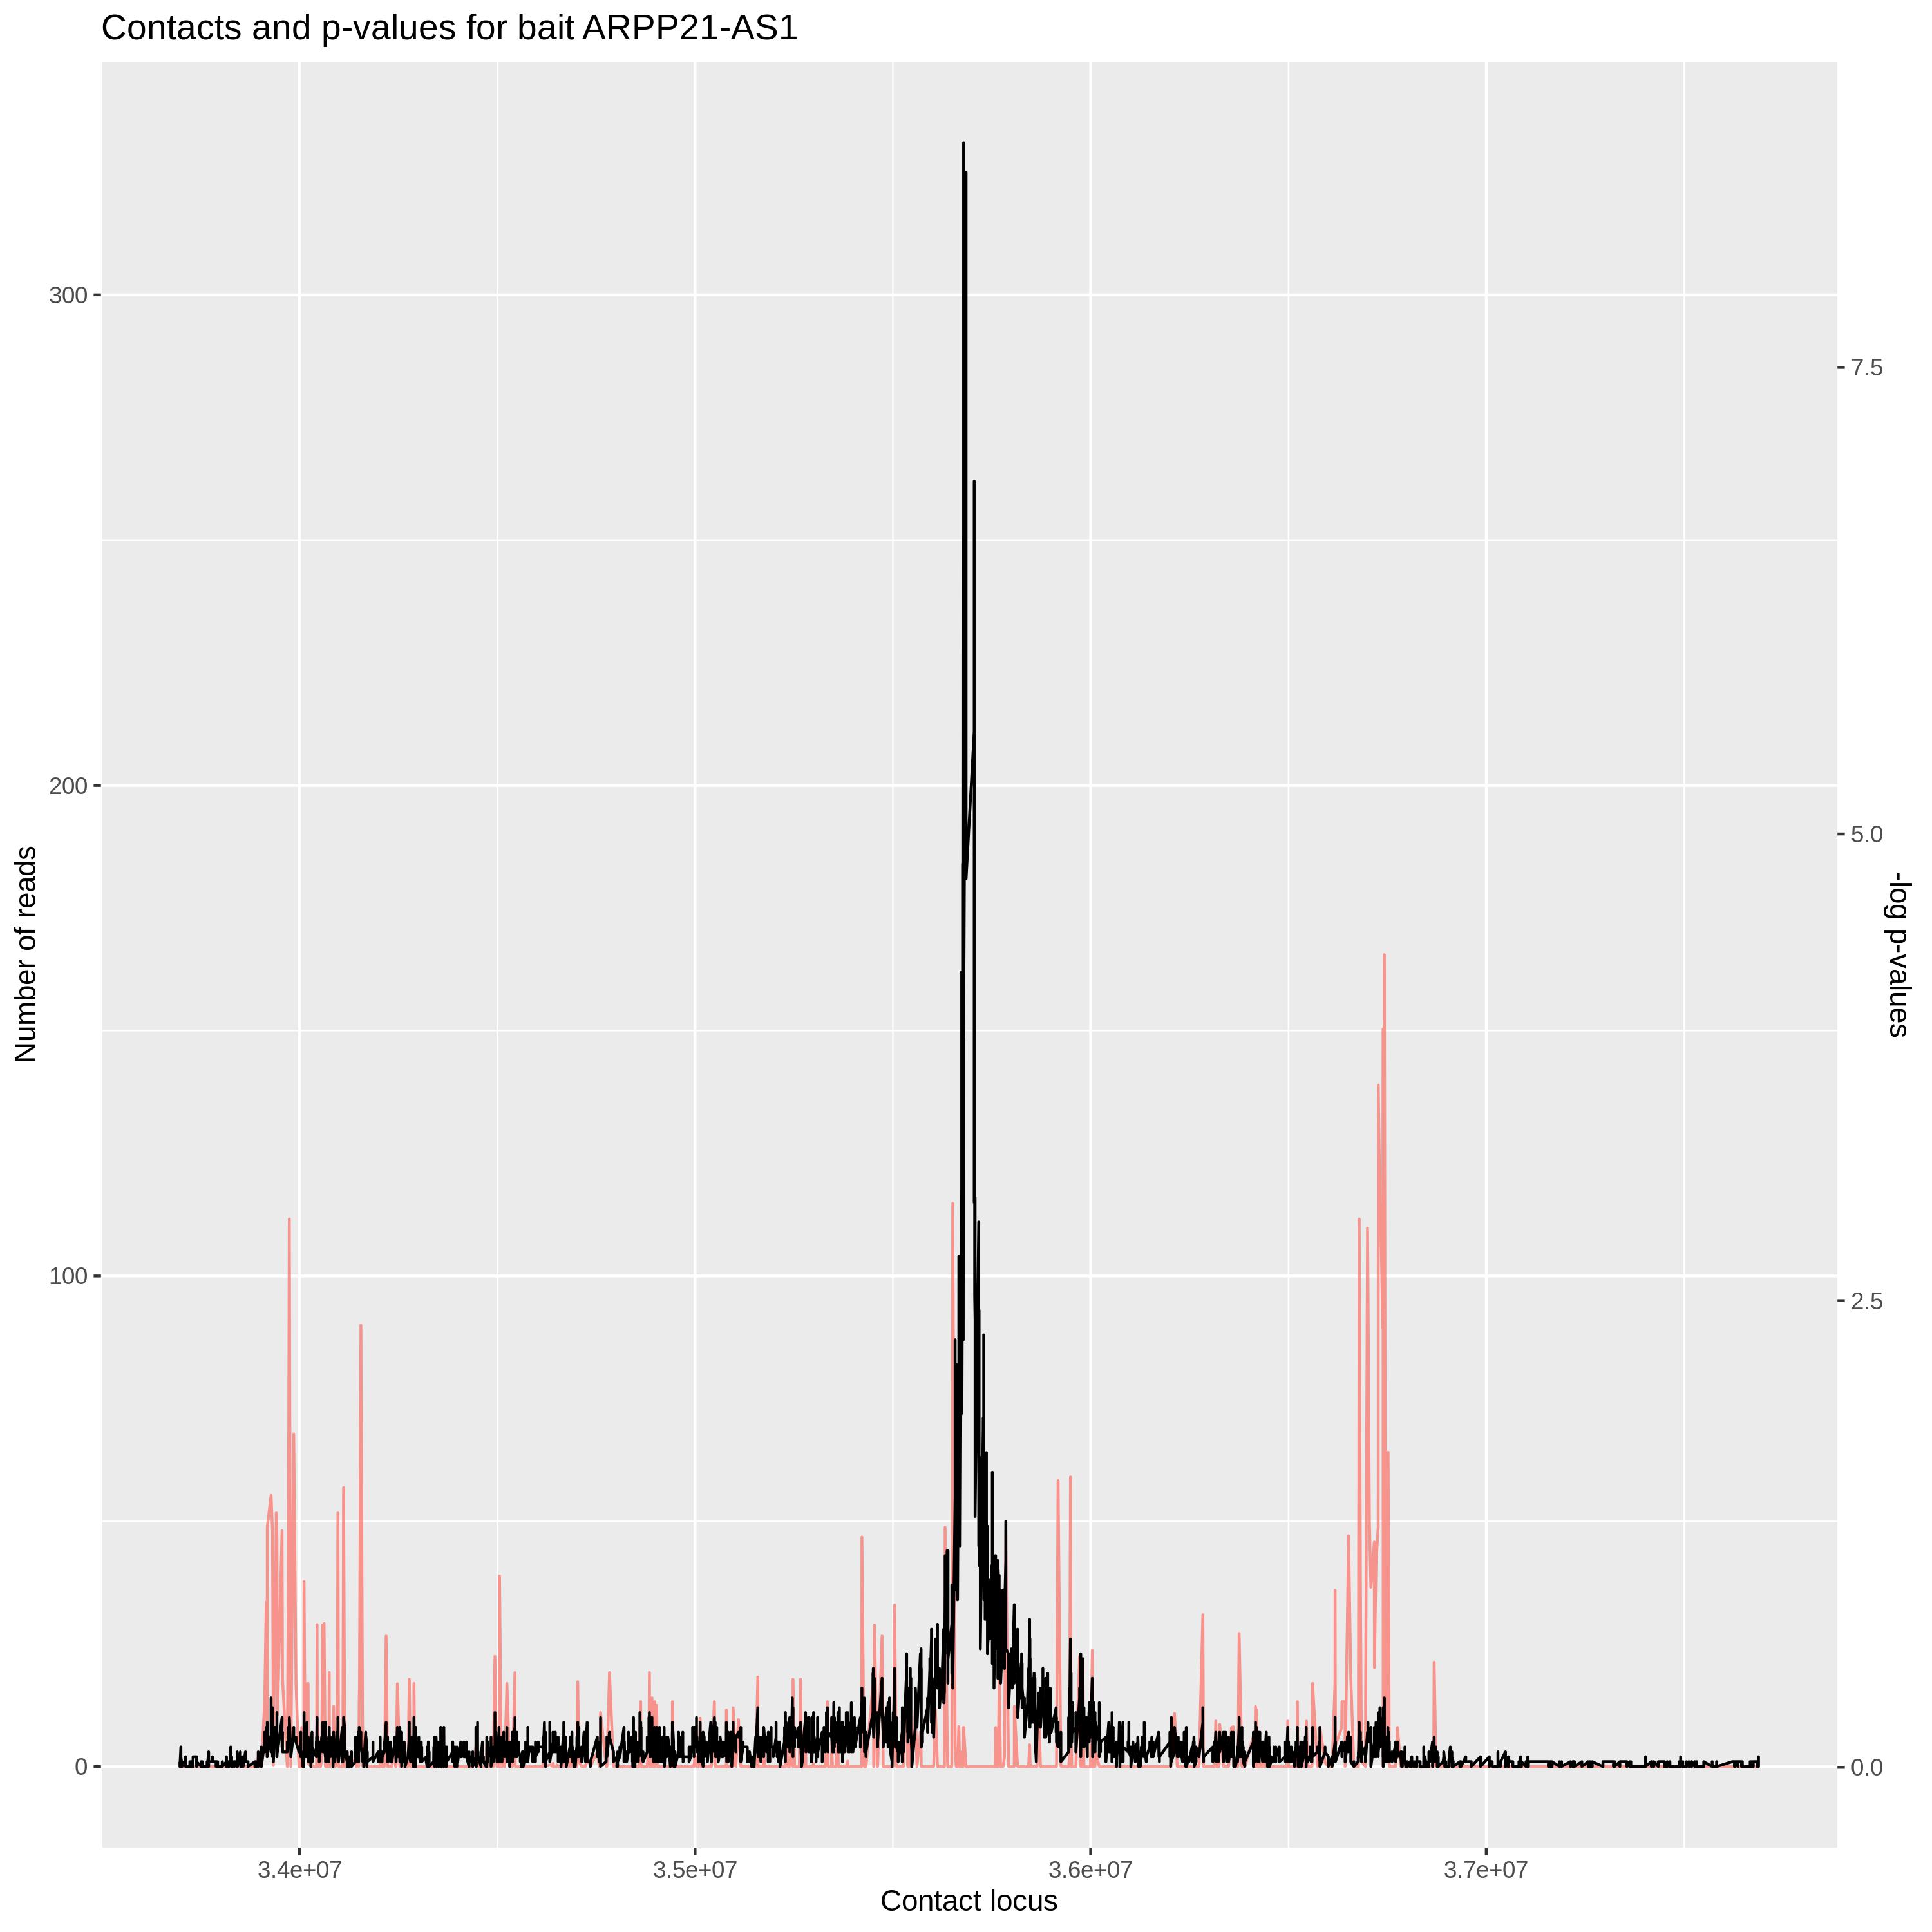 Contacts and p-values for bait ARPP21-AS1
300
200
100
0
Number of reads
7.5
5.0
2.5
0.0
-log p-values
3.4e+07
3.5e+07
3.6e+07
3.7e+07
Contact locus